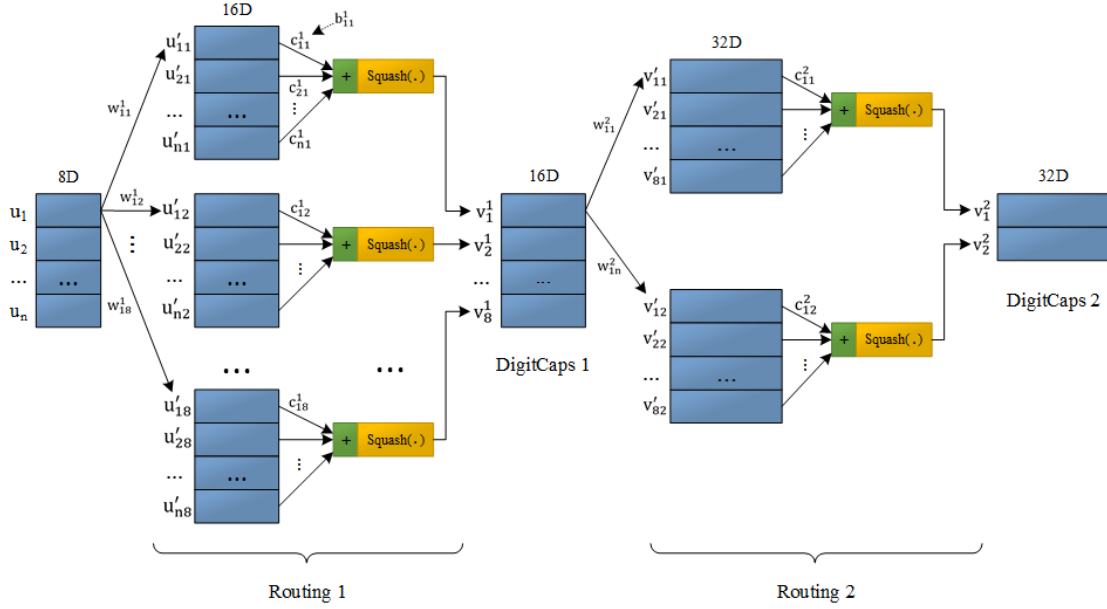 16D
b¹₁₁
u′₁₁
c¹₁₁
u′₂₁
+ Squash(.)
c¹₂₁
...
...
⋮
u′ₙ₁
c¹ₙ₁
w¹₁₁
8D
u₁
u₂
...
...
uₙ
w¹₁₂
⋮
w¹₁₈
u′₁₂
c¹₁₂
u′₂₂
+ Squash(.)
...
...
⋮
u′ₙ₂
...
...
u′₁₈
c¹₁₈
u′₂₈
+ Squash(.)
...
...
⋮
u′ₙ₈
Routing 1
16D
v¹₁
v¹₂
...
...
v¹₈
DigitCaps 1
w²₁₁
w²₁ₙ
32D
v′₁₁
c²₁₁
v′₂₁
+ Squash(.)
...
...
⋮
v′₈₁
v′₁₂
c²₁₂
v′₂₂
+ Squash(.)
...
...
⋮
v′₈₂
Routing 2
32D
v²₁
v²₂
DigitCaps 2